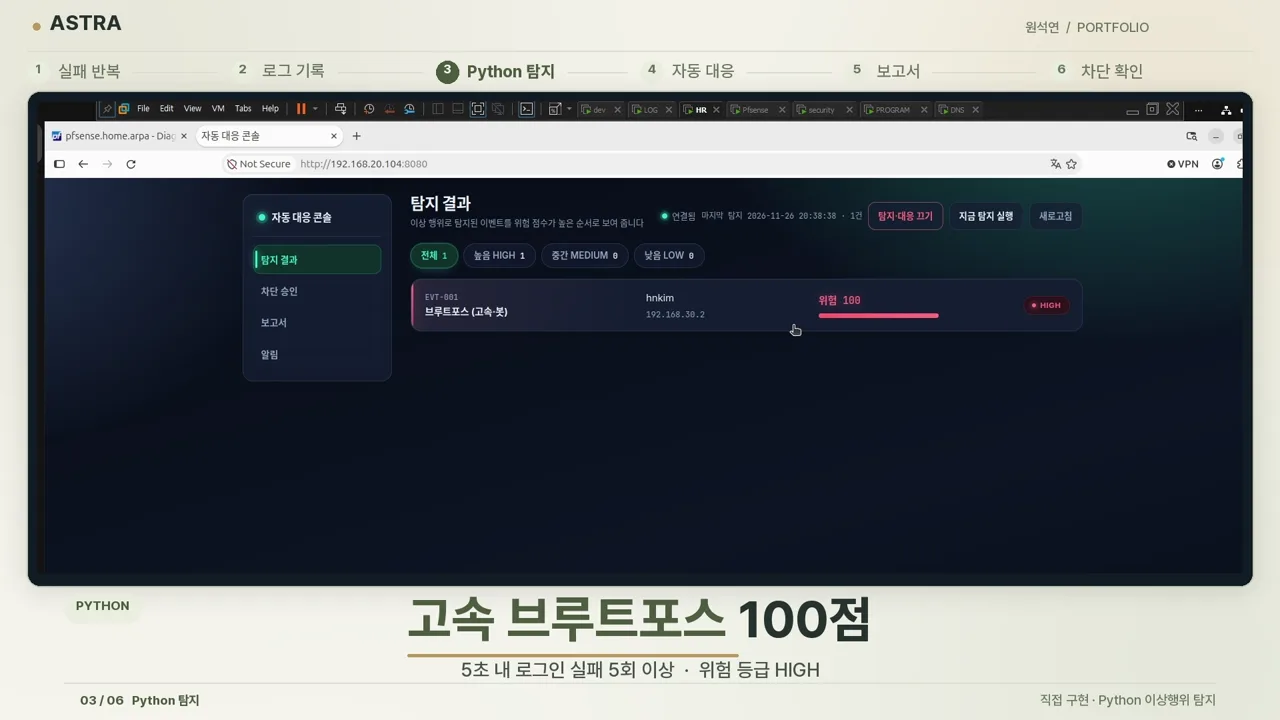 ASTRA
원석연 / PORTFOLIO
1 실패 반복
2 로그 기록
3 Python 탐지
4 자동 대응
5 보고서
6 차단 확인
File Edit View VM Tabs Help
dev LOG HR Pfsense security PROGRAM DNS
pfsense.home.arpa - Diag
자동 대응 콘솔
Not Secure http://192.168.20.104:8080
VPN
자동 대응 콘솔
탐지 결과
차단 승인
보고서
알림
탐지 결과
이상 행위로 탐지된 이벤트를 위험 점수가 높은 순서로 보여 줍니다
연결됨 마지막 탐지 2026-11-26 20:38:38 · 1건
탐지·대응 끄기
지금 탐지 실행
새로고침
전체 1
높음 HIGH 1
중간 MEDIUM 0
낮음 LOW 0
EVT-001
브루트포스 (고속·봇)
hnkim
192.168.30.2
위험 100
HIGH
PYTHON
고속 브루트포스 100점
5초 내 로그인 실패 5회 이상 · 위험 등급 HIGH
03 / 06 Python 탐지
직접 구현 · Python 이상행위 탐지